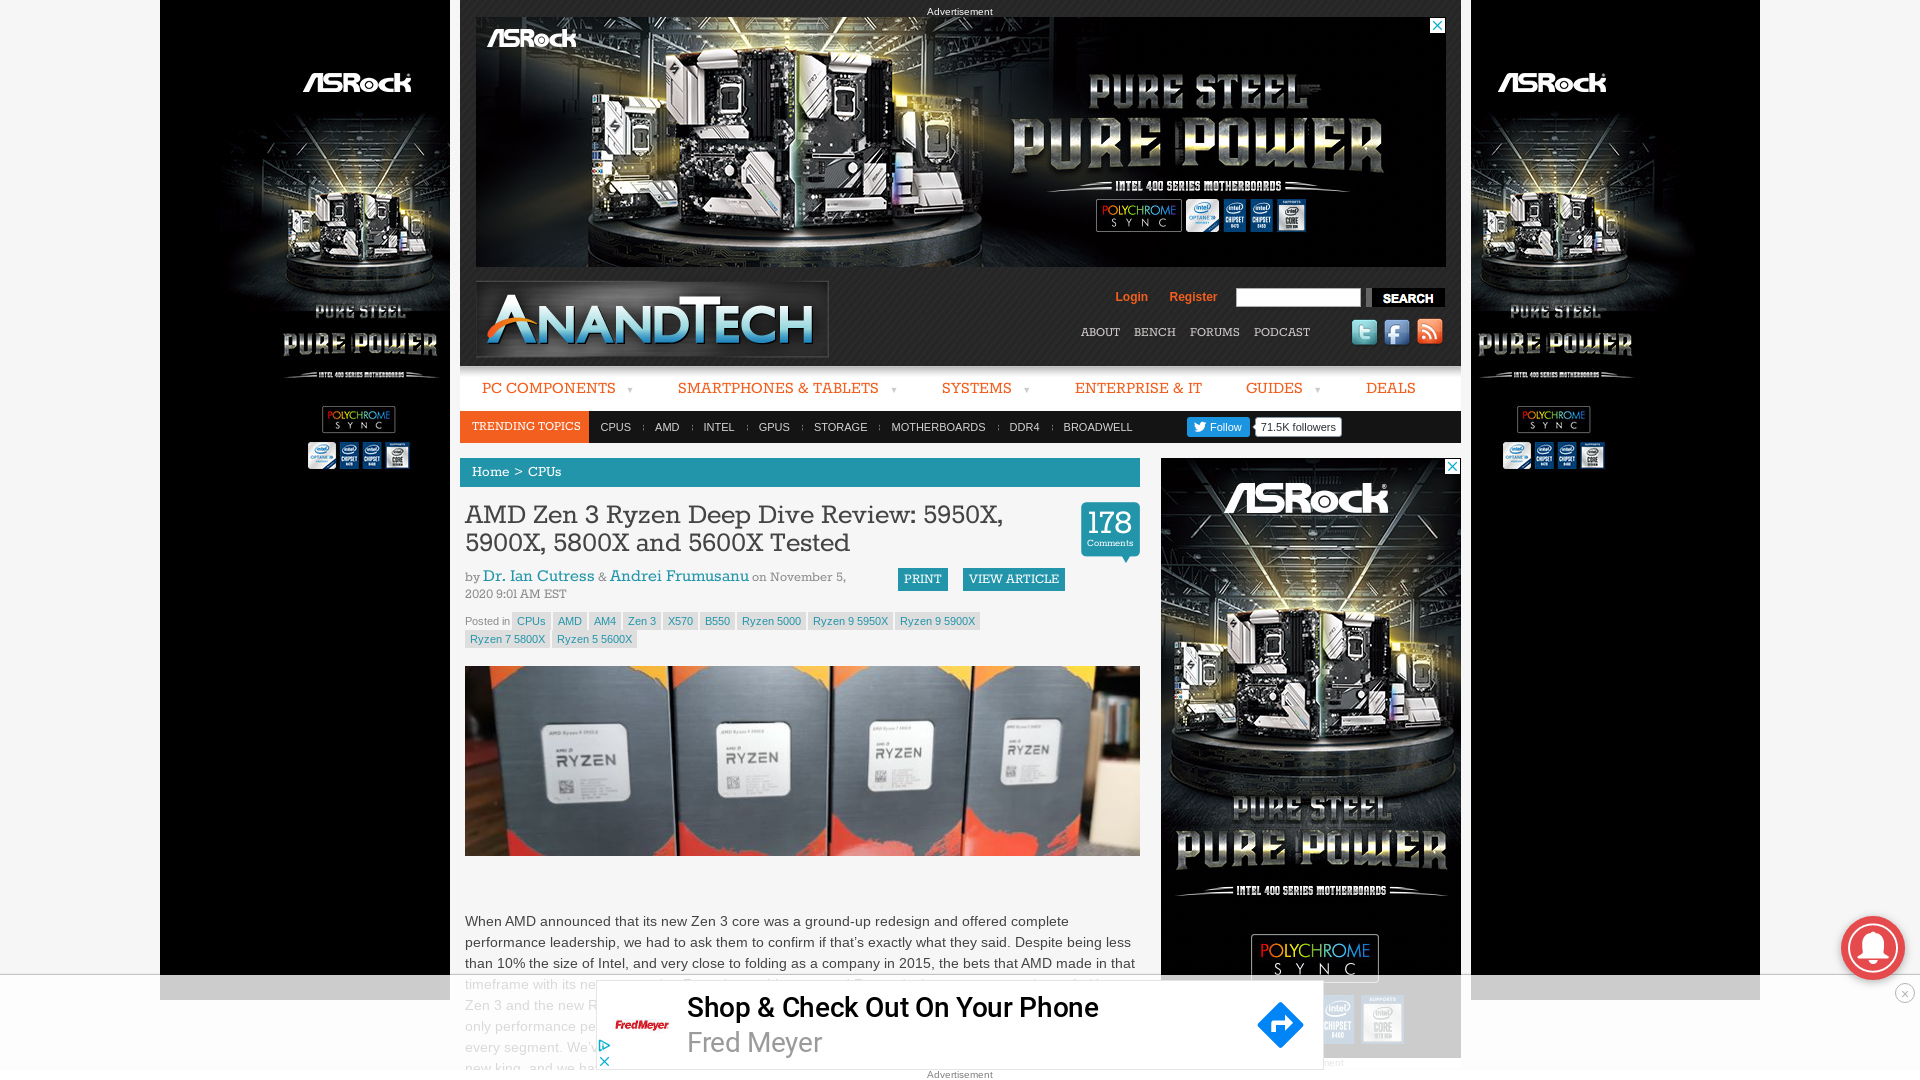 Advertisement
ASRock
PURE STEEL
PURE POWER
INTEL 400 SERIES MOTHERBOARDS
POLYCHROME
SYNC
ASRock
PURE STEEL
PURE POWER
INTEL 400 SERIES MOTHERBOARDS
POLYCHROME
SYNC
ASRock
PURE STEEL
PURE POWER
INTEL 400 SERIES MOTHERBOARDS
POLYCHROME
SYNC
ANANDTECH
Login Register SEARCH
ABOUT BENCH FORUMS PODCAST
PC COMPONENTS SMARTPHONES & TABLETS SYSTEMS ENTERPRISE & IT GUIDES DEALS
TRENDING TOPICS CPUS AMD INTEL GPUS STORAGE MOTHERBOARDS DDR4 BROADWELL Follow 71.5K followers
Home > CPUs
AMD Zen 3 Ryzen Deep Dive Review: 5950X,
5900X, 5800X and 5600X Tested
178
Comments
by Dr. Ian Cutress & Andrei Frumusanu on November 5,
2020 9:01 AM EST
PRINT VIEW ARTICLE
Posted in CPUs AMD AM4 Zen 3 X570 B550 Ryzen 5000 Ryzen 9 5950X Ryzen 9 5900X
Ryzen 7 5800X Ryzen 5 5600X
RYZEN RYZEN RYZEN RYZEN
When AMD announced that its new Zen 3 core was a ground-up redesign and offered complete
performance leadership, we had to ask them to confirm if that's exactly what they said. Despite being less
than 10% the size of Intel, and very close to folding as a company in 2015, the bets that AMD made in that
timeframe with its
Zen 3 and the new
only performance
every segment.
new king, and we
ASRock
PURE STEEL
PURE POWER
INTEL 400 SERIES MOTHERBOARDS
POLYCHROME
SYNC
FredMeyer
Shop & Check Out On Your Phone
Fred Meyer
Advertisement